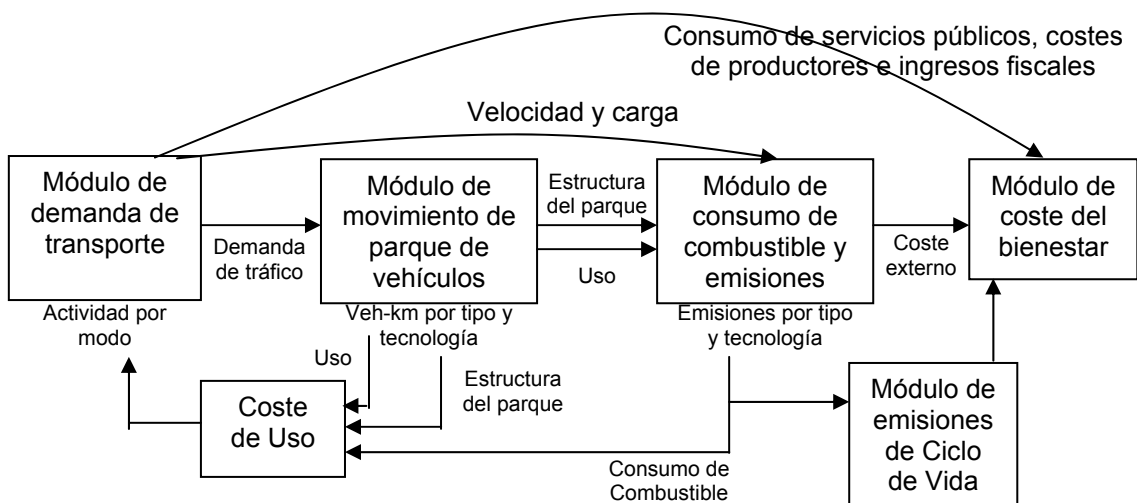 Consumo de servicios públicos, costes
de productores e ingresos fiscales
Velocidad y carga
Módulo de
demanda de
transporte
Demanda
de tráfico
Módulo de
movimiento de
parque de
vehículos
Estructura
del parque
Uso
Módulo de
consumo de
combustible y
emisiones
Coste
externo
Módulo de
coste del
bienestar
Actividad por
modo
Veh-km por tipo y
tecnología
Emisiones por tipo
y tecnología
Uso
Estructura
del parque
Coste
de Uso
Consumo de
Combustible
Módulo de
emisiones
de Ciclo
de Vida